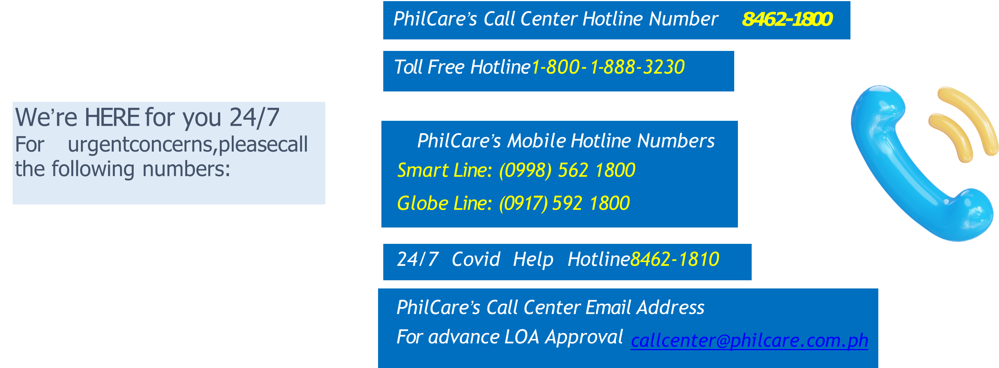 We're HERE for you 24/7
For urgentconcerns,pleasecall
the following numbers:
PhilCare's Call Center Hotline Number 8462-1800
Toll Free Hotline1-800-1-888-3230
PhilCare's Mobile Hotline Numbers
Smart Line: (0998) 562 1800
Globe Line: (0917) 592 1800
24/7 Covid Help Hotline8462-1810
PhilCare's Call Center Email Address
For advance LOA Approval callcenter@philcare.com.ph